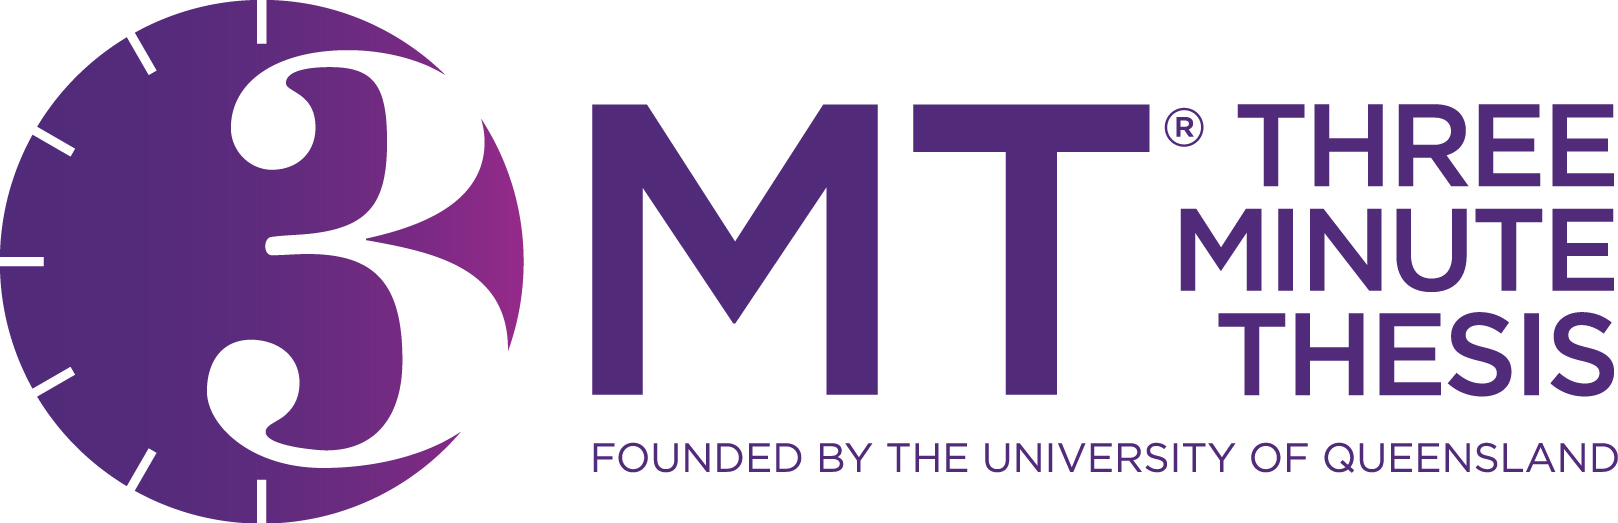 3MT® THREE
MINUTE
THESIS
FOUNDED BY THE UNIVERSITY OF QUEENSLAND